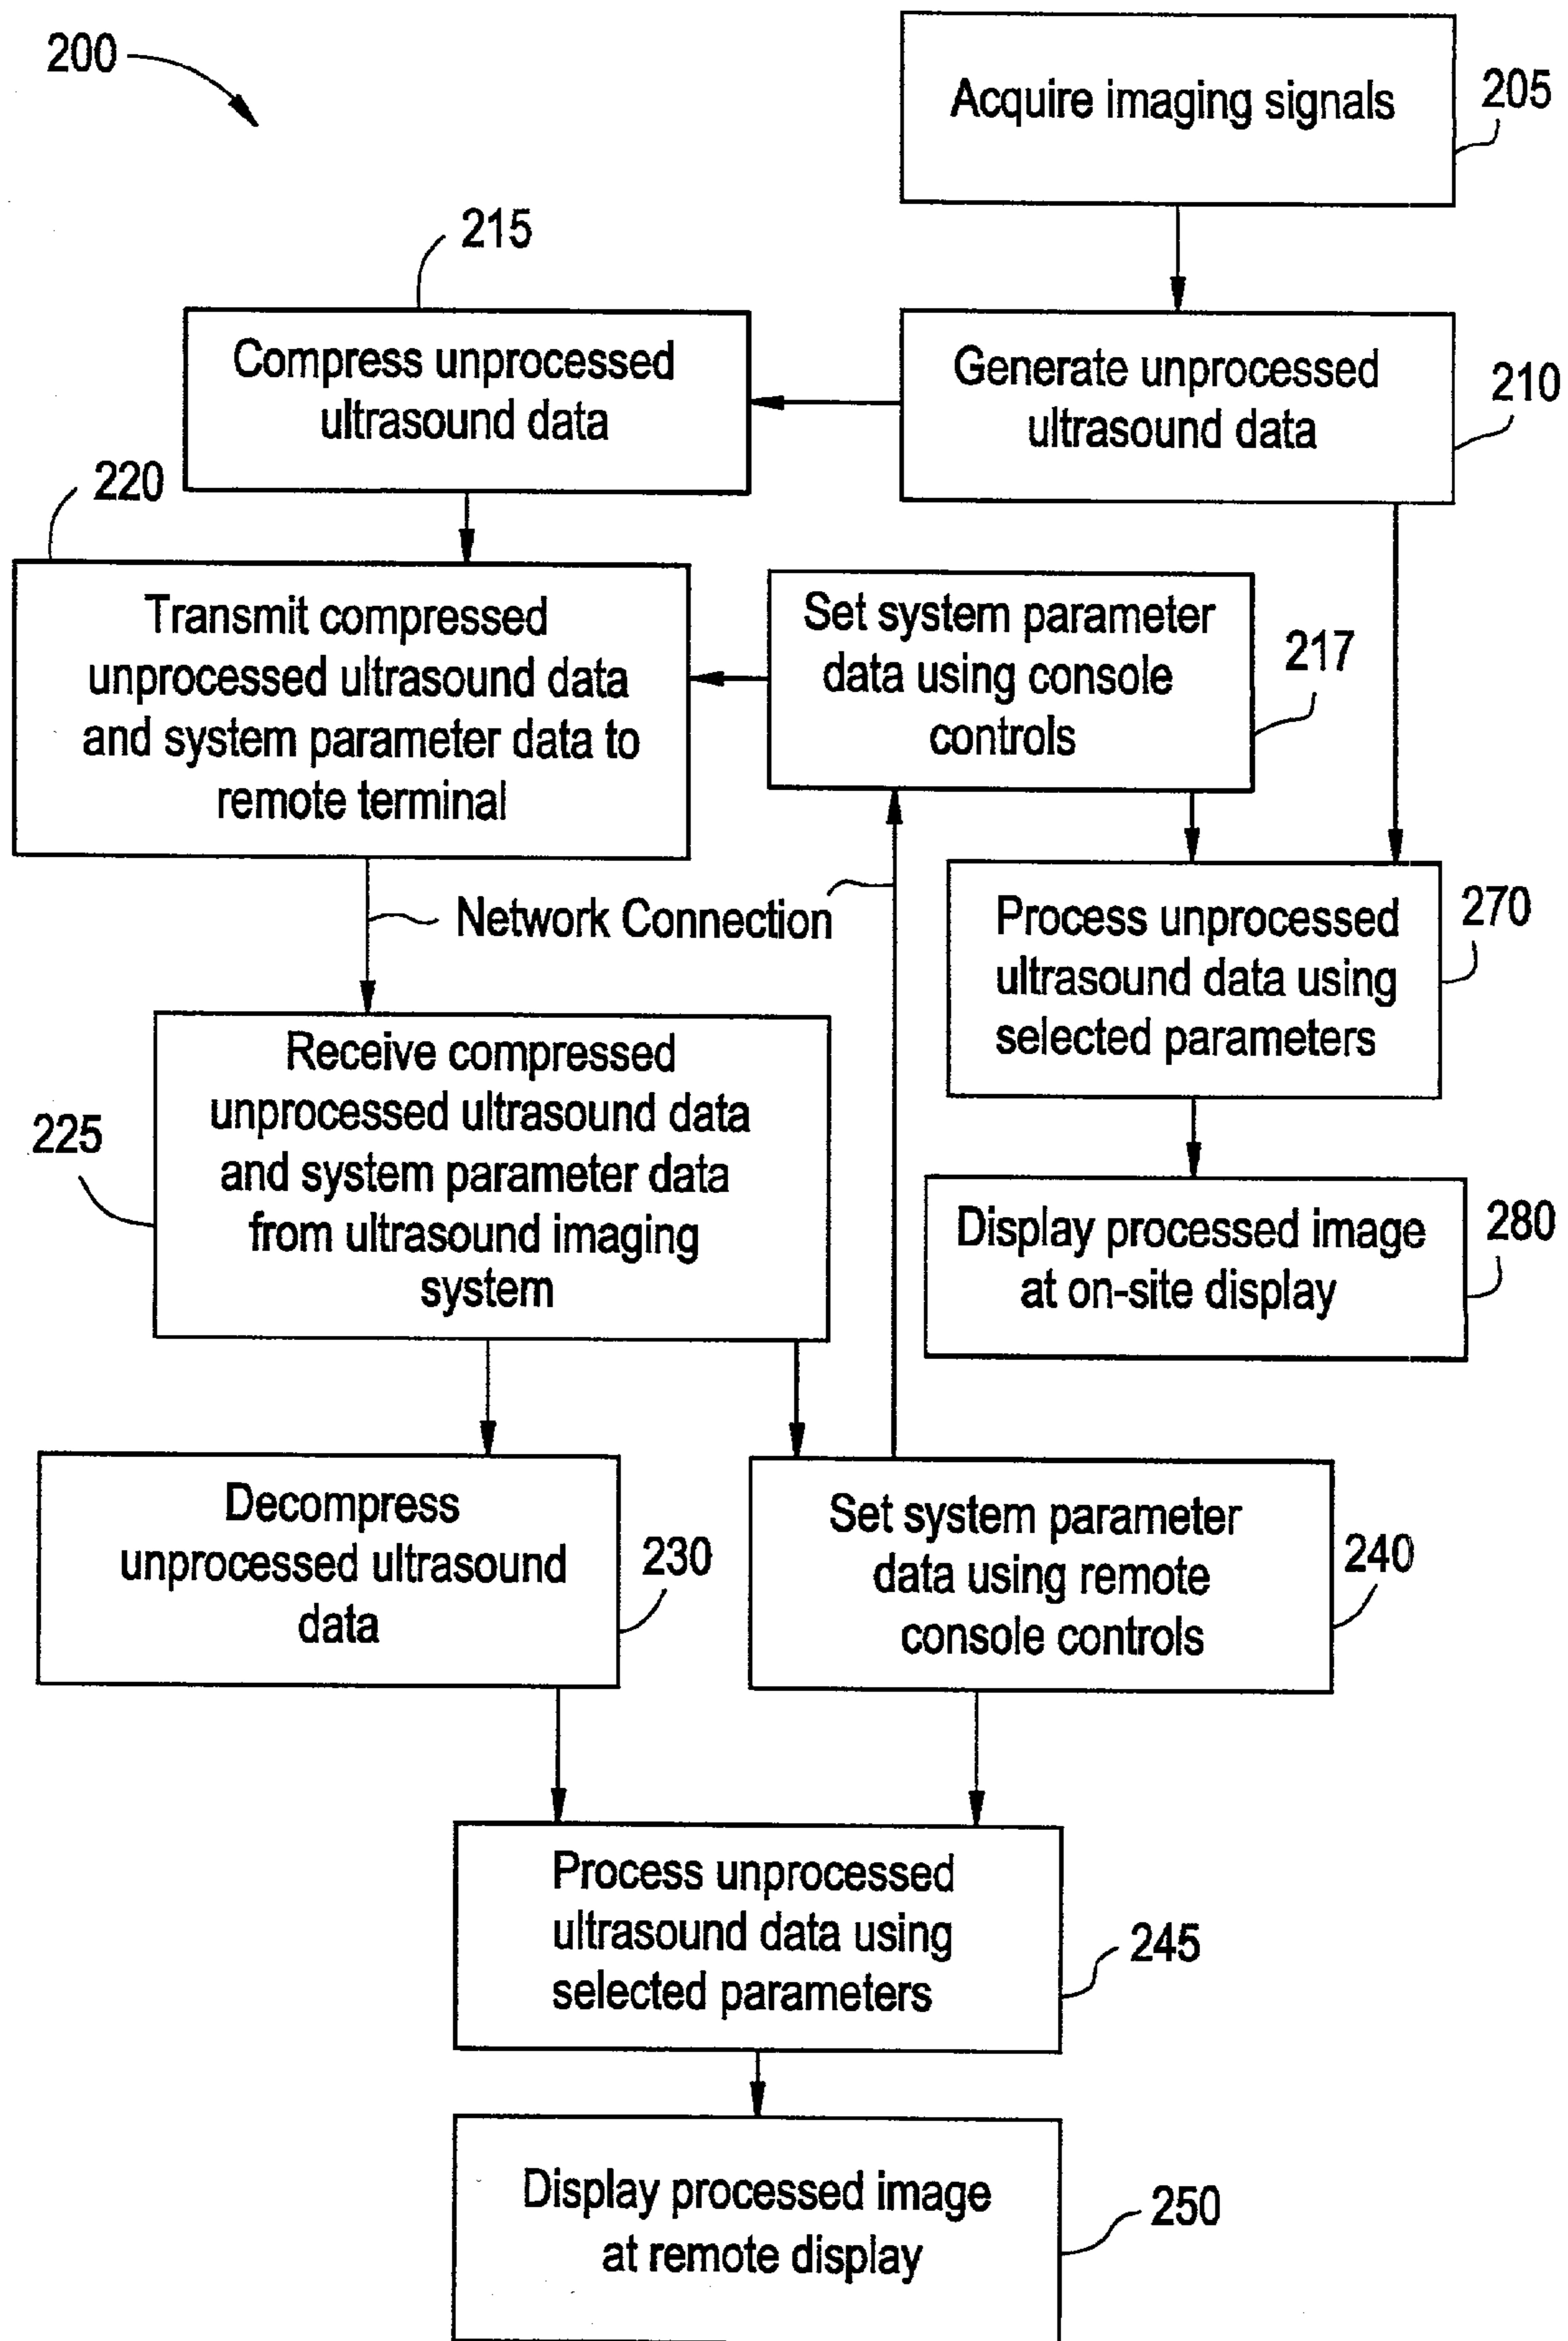 200
Acquire imaging signals
205
215
Compress unprocessed
ultrasound data
Generate unprocessed
ultrasound data
210
220
Transmit compressed
unprocessed ultrasound data
and system parameter data to
remote terminal
Set system parameter
data using console
controls
217
Network Connection
Process unprocessed
ultrasound data using
selected parameters
270
Receive compressed
unprocessed ultrasound data
and system parameter data
from ultrasound imaging
system
225
Display processed image
at on-site display
280
Decompress
unprocessed ultrasound
data
230
Set system parameter
data using remote
console controls
240
Process unprocessed
ultrasound data using
selected parameters
245
Display processed image
at remote display
250